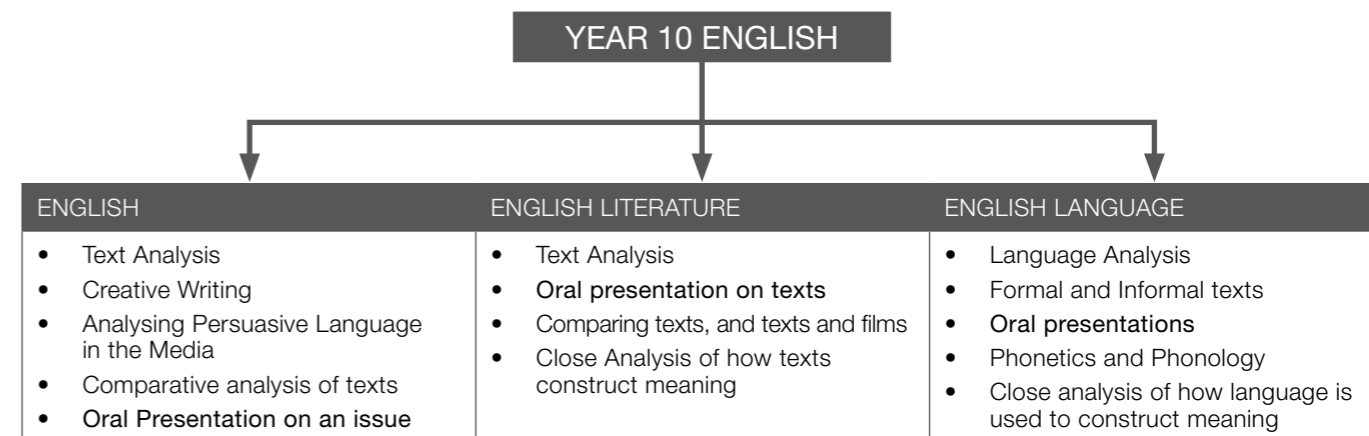 YEAR 10 ENGLISH
ENGLISH
• Text Analysis
• Creative Writing
• Analysing Persuasive Language
in the Media
• Comparative analysis of texts
• Oral Presentation on an issue
ENGLISH LITERATURE
• Text Analysis
• Oral presentation on texts
• Comparing texts, and texts and films
• Close Analysis of how texts
construct meaning
ENGLISH LANGUAGE
• Language Analysis
• Formal and Informal texts
• Oral presentations
• Phonetics and Phonology
• Close analysis of how language is
used to construct meaning